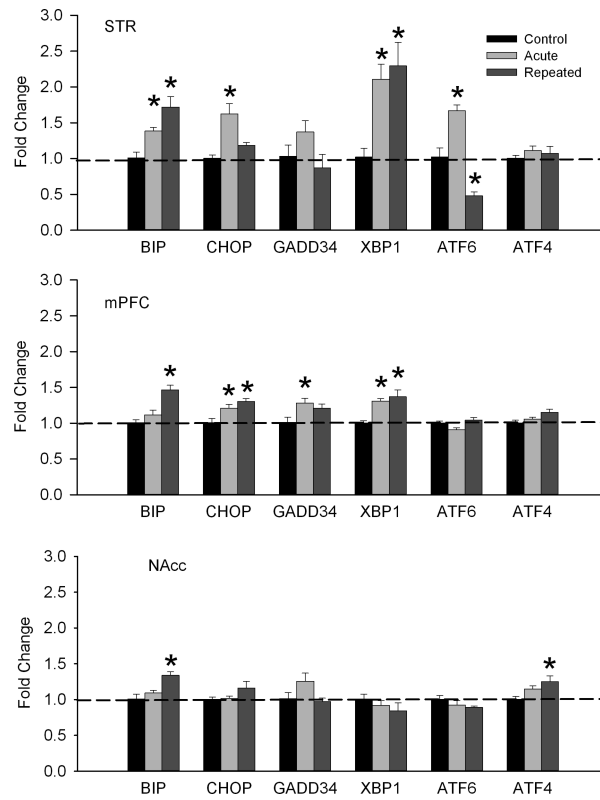 STR
Control
Acute
Repeated
Fold Change
3.0
2.5
2.0
1.5
1.0
0.5
0.0
* * * * * * *
BIP CHOP GADD34 XBP1 ATF6 ATF4
mPFC
Fold Change
3.0
2.5
2.0
1.5
1.0
0.5
0.0
* * * * * *
BIP CHOP GADD34 XBP1 ATF6 ATF4
NAcc
Fold Change
3.0
2.5
2.0
1.5
1.0
0.5
0.0
* *
BIP CHOP GADD34 XBP1 ATF6 ATF4